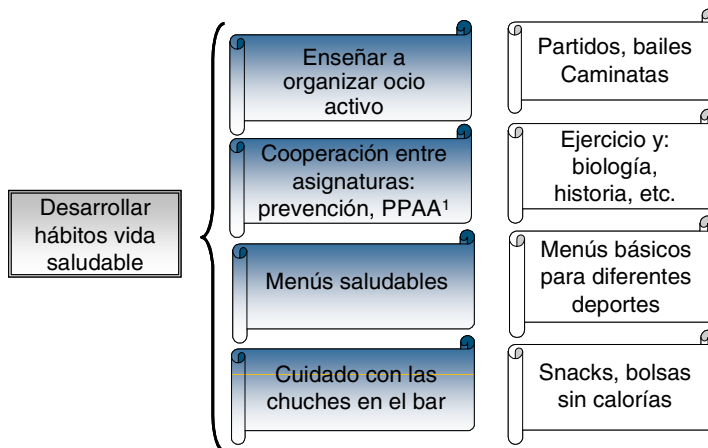 Desarrollar
hábitos vida
saludable
Enseñar a
organizar ocio
activo
Partidos, bailes
Caminatas
Cooperación entre
asignaturas:
prevención, PPAA¹
Ejercicio y:
biología,
historia, etc.
Menús saludables
Menús básicos
para diferentes
deportes
Cuidado con las
chuches en el bar
Snacks, bolsas
sin calorías